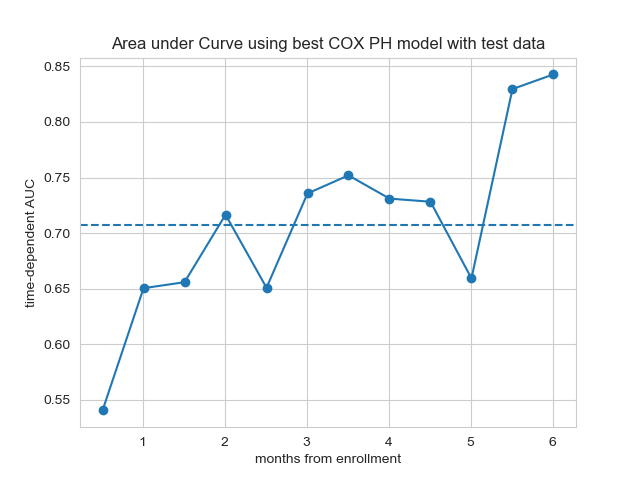 Area under Curve using best COX PH model with test data
time-dependent AUC
0.85
0.80
0.75
0.70
0.65
0.60
0.55
1 2 3 4 5 6
months from enrollment